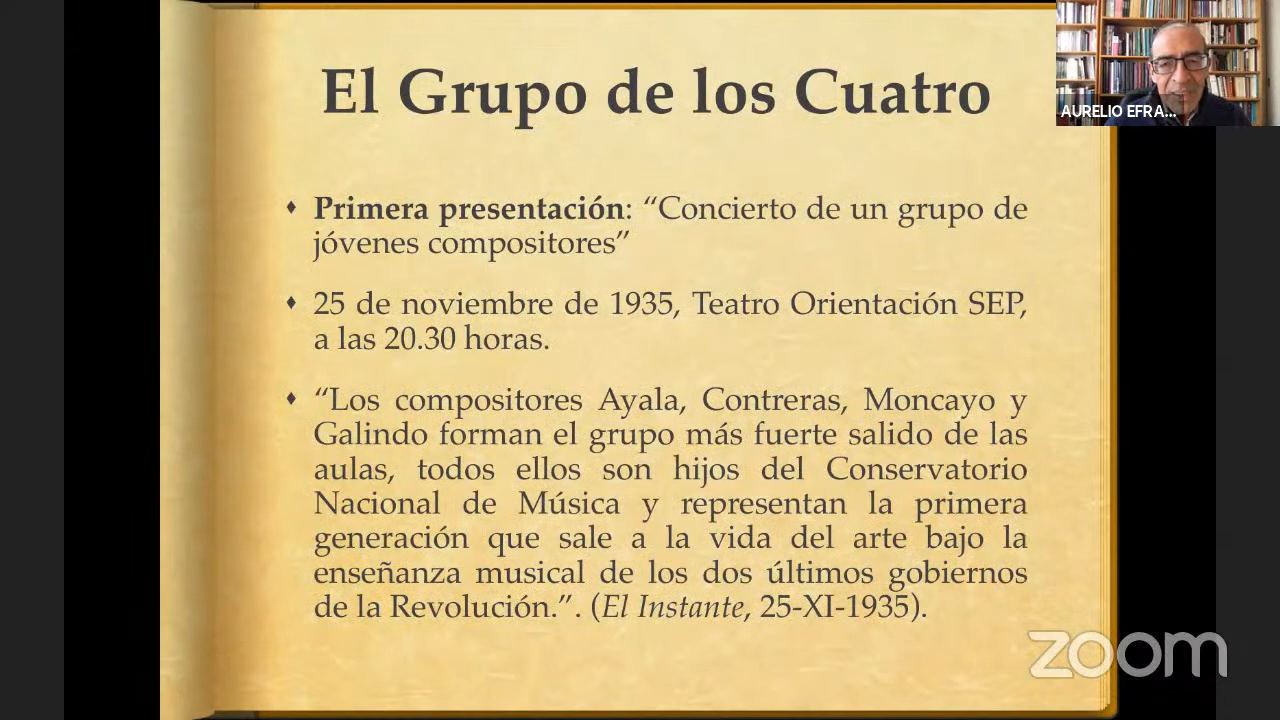 El Grupo de los Cuatro
AURELIO EFRA...
⬧ Primera presentación: “Concierto de un grupo de
jóvenes compositores”
⬧ 25 de noviembre de 1935, Teatro Orientación SEP,
a las 20.30 horas.
⬧ “Los compositores Ayala, Contreras, Moncayo y
Galindo forman el grupo más fuerte salido de las
aulas, todos ellos son hijos del Conservatorio
Nacional de Música y representan la primera
generación que sale a la vida del arte bajo la
enseñanza musical de los dos últimos gobiernos
de la Revolución.”. (El Instante, 25-XI-1935).
zoom